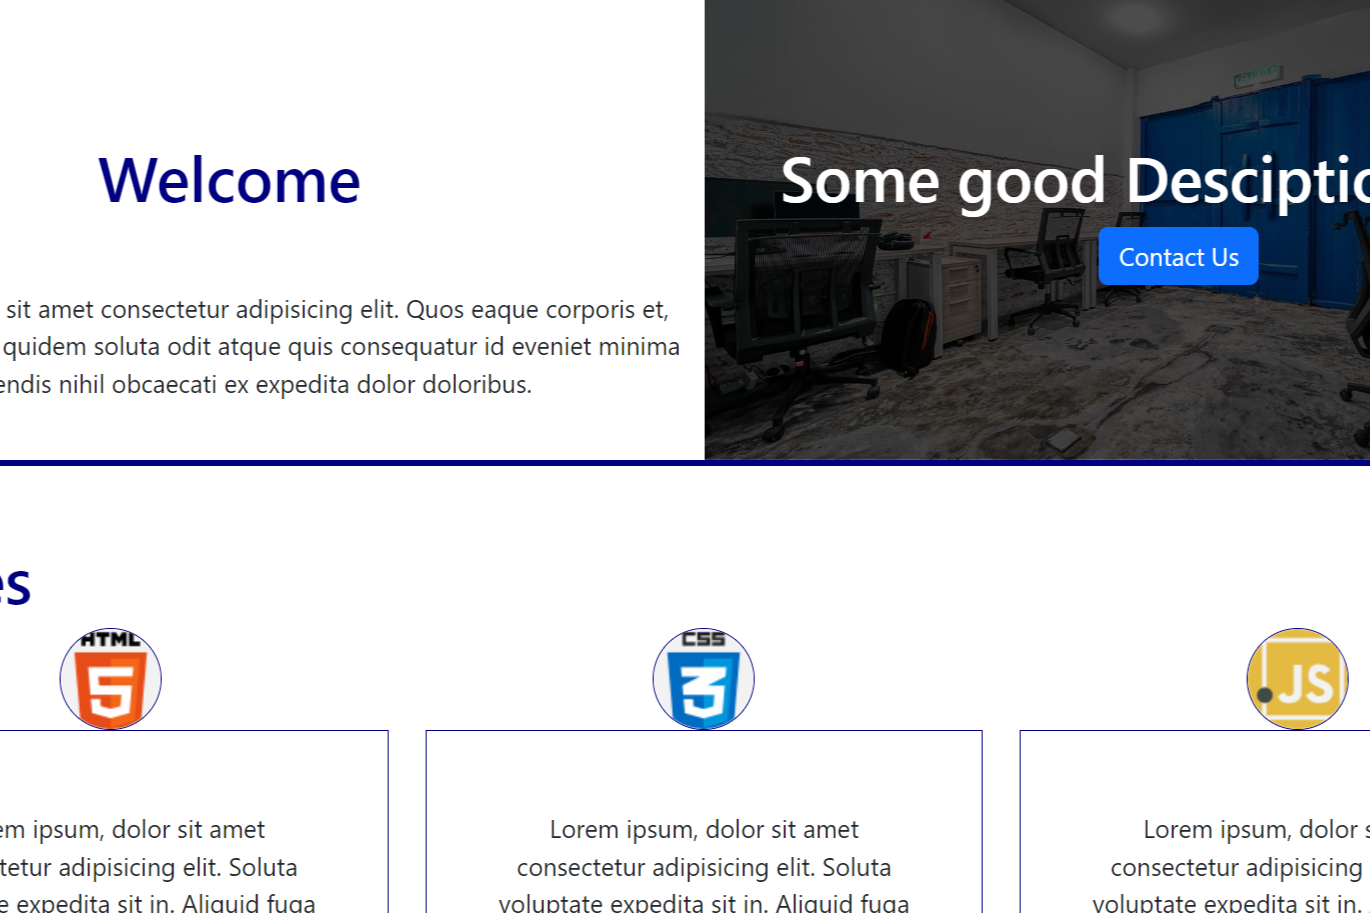 Welcome
Some good Desciptio
Contact Us
sit amet consectetur adipisicing elit. Quos eaque corporis et,
quidem soluta odit atque quis consequatur id eveniet minima
endis nihil obcaecati ex expedita dolor doloribus.
es
HTML
5
CSS
3
JS
em ipsum, dolor sit amet
tetur adipisicing elit. Soluta
e expedita sit in. Aliquid fuga
Lorem ipsum, dolor sit amet
consectetur adipisicing elit. Soluta
voluptate expedita sit in. Aliquid fuga
Lorem ipsum, dolor s
consectetur adipisicing
voluptate expedita sit in.